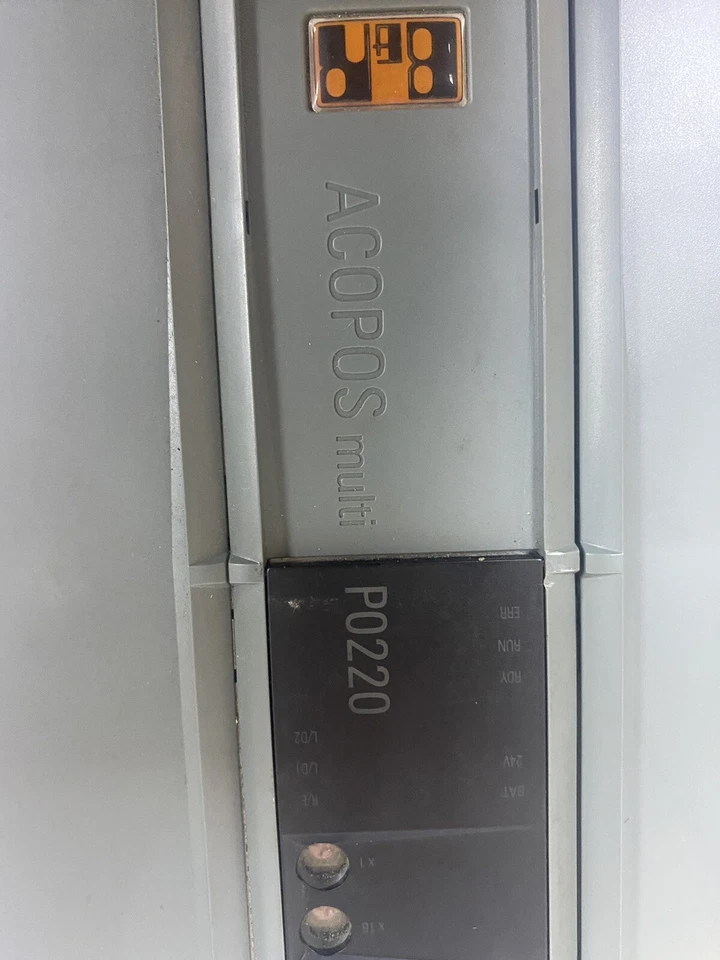 B&R
ACOPOS multi
P0220
ERR
RUN
RDY
24V
BAT
L/D2
L/D1
R/E
x1
x16